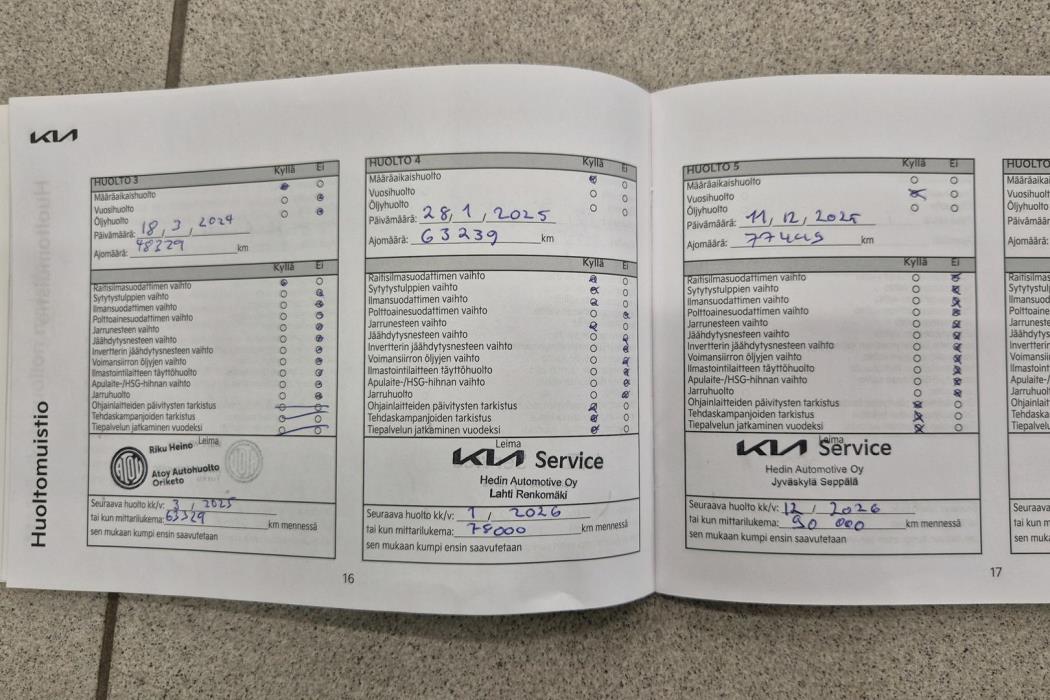 KIA
Huoltomuistio
HUOLTO 3 Kyllä Ei
Määräaikaishuolto
Vuosihuolto
Öljyhuolto
Päivämäärä: 18, 3, 2024
Ajomäärä: 48329 km
Kyllä Ei
Raitisilmasuodattimen vaihto
Sytytystulppien vaihto
Ilmansuodattimen vaihto
Polttoainesuodattimen vaihto
Jarrunesteen vaihto
Jäähdytysnesteen vaihto
Invertterin jäähdytysnesteen vaihto
Voimansiirron öljyjen vaihto
Ilmastointilaitteen täyttöhuolto
Apulaite-/HSG-hihnan vaihto
Jarruhuolto
Ohjainlaitteiden päivitysten tarkistus
Tehdaskampanjoiden tarkistus
Tiepalvelun jatkaminen vuodeksi
Leima
Riku Heino
Atoy Autohuolto
Oriketo
Seuraava huolto kk/v: 3, 2025
tai kun mittarilukema: 63329 km mennessä
sen mukaan kumpi ensin saavutetaan
HUOLTO 4 Kyllä Ei
Määräaikaishuolto
Vuosihuolto
Öljyhuolto
Päivämäärä: 28, 1, 2025
Ajomäärä: 63239 km
Kyllä Ei
Raitisilmasuodattimen vaihto
Sytytystulppien vaihto
Ilmansuodattimen vaihto
Polttoainesuodattimen vaihto
Jarrunesteen vaihto
Jäähdytysnesteen vaihto
Invertterin jäähdytysnesteen vaihto
Voimansiirron öljyjen vaihto
Ilmastointilaitteen täyttöhuolto
Apulaite-/HSG-hihnan vaihto
Jarruhuolto
Ohjainlaitteiden päivitysten tarkistus
Tehdaskampanjoiden tarkistus
Tiepalvelun jatkaminen vuodeksi
Leima
KIA Service
Hedin Automotive Oy
Lahti Renkomäki
Seuraava huolto kk/v: 1, 2026
tai kun mittarilukema: 78000 km mennessä
sen mukaan kumpi ensin saavutetaan
16
HUOLTO 5 Kyllä Ei
Määräaikaishuolto
Vuosihuolto
Öljyhuolto
Päivämäärä: 11, 12, 2025
Ajomäärä: km
Kyllä Ei
Raitisilmasuodattimen vaihto
Sytytystulppien vaihto
Ilmansuodattimen vaihto
Polttoainesuodattimen vaihto
Jarrunesteen vaihto
Jäähdytysnesteen vaihto
Invertterin jäähdytysnesteen vaihto
Voimansiirron öljyjen vaihto
Ilmastointilaitteen täyttöhuolto
Apulaite-/HSG-hihnan vaihto
Jarruhuolto
Ohjainlaitteiden päivitysten tarkistus
Tehdaskampanjoiden tarkistus
Tiepalvelun jatkaminen vuodeksi
Leima
KIA Service
Hedin Automotive Oy
Jyväskylä Seppälä
Seuraava huolto kk/v: 12, 2026
tai kun mittarilukema: 90 000 km mennessä
sen mukaan kumpi ensin saavutetaan
17